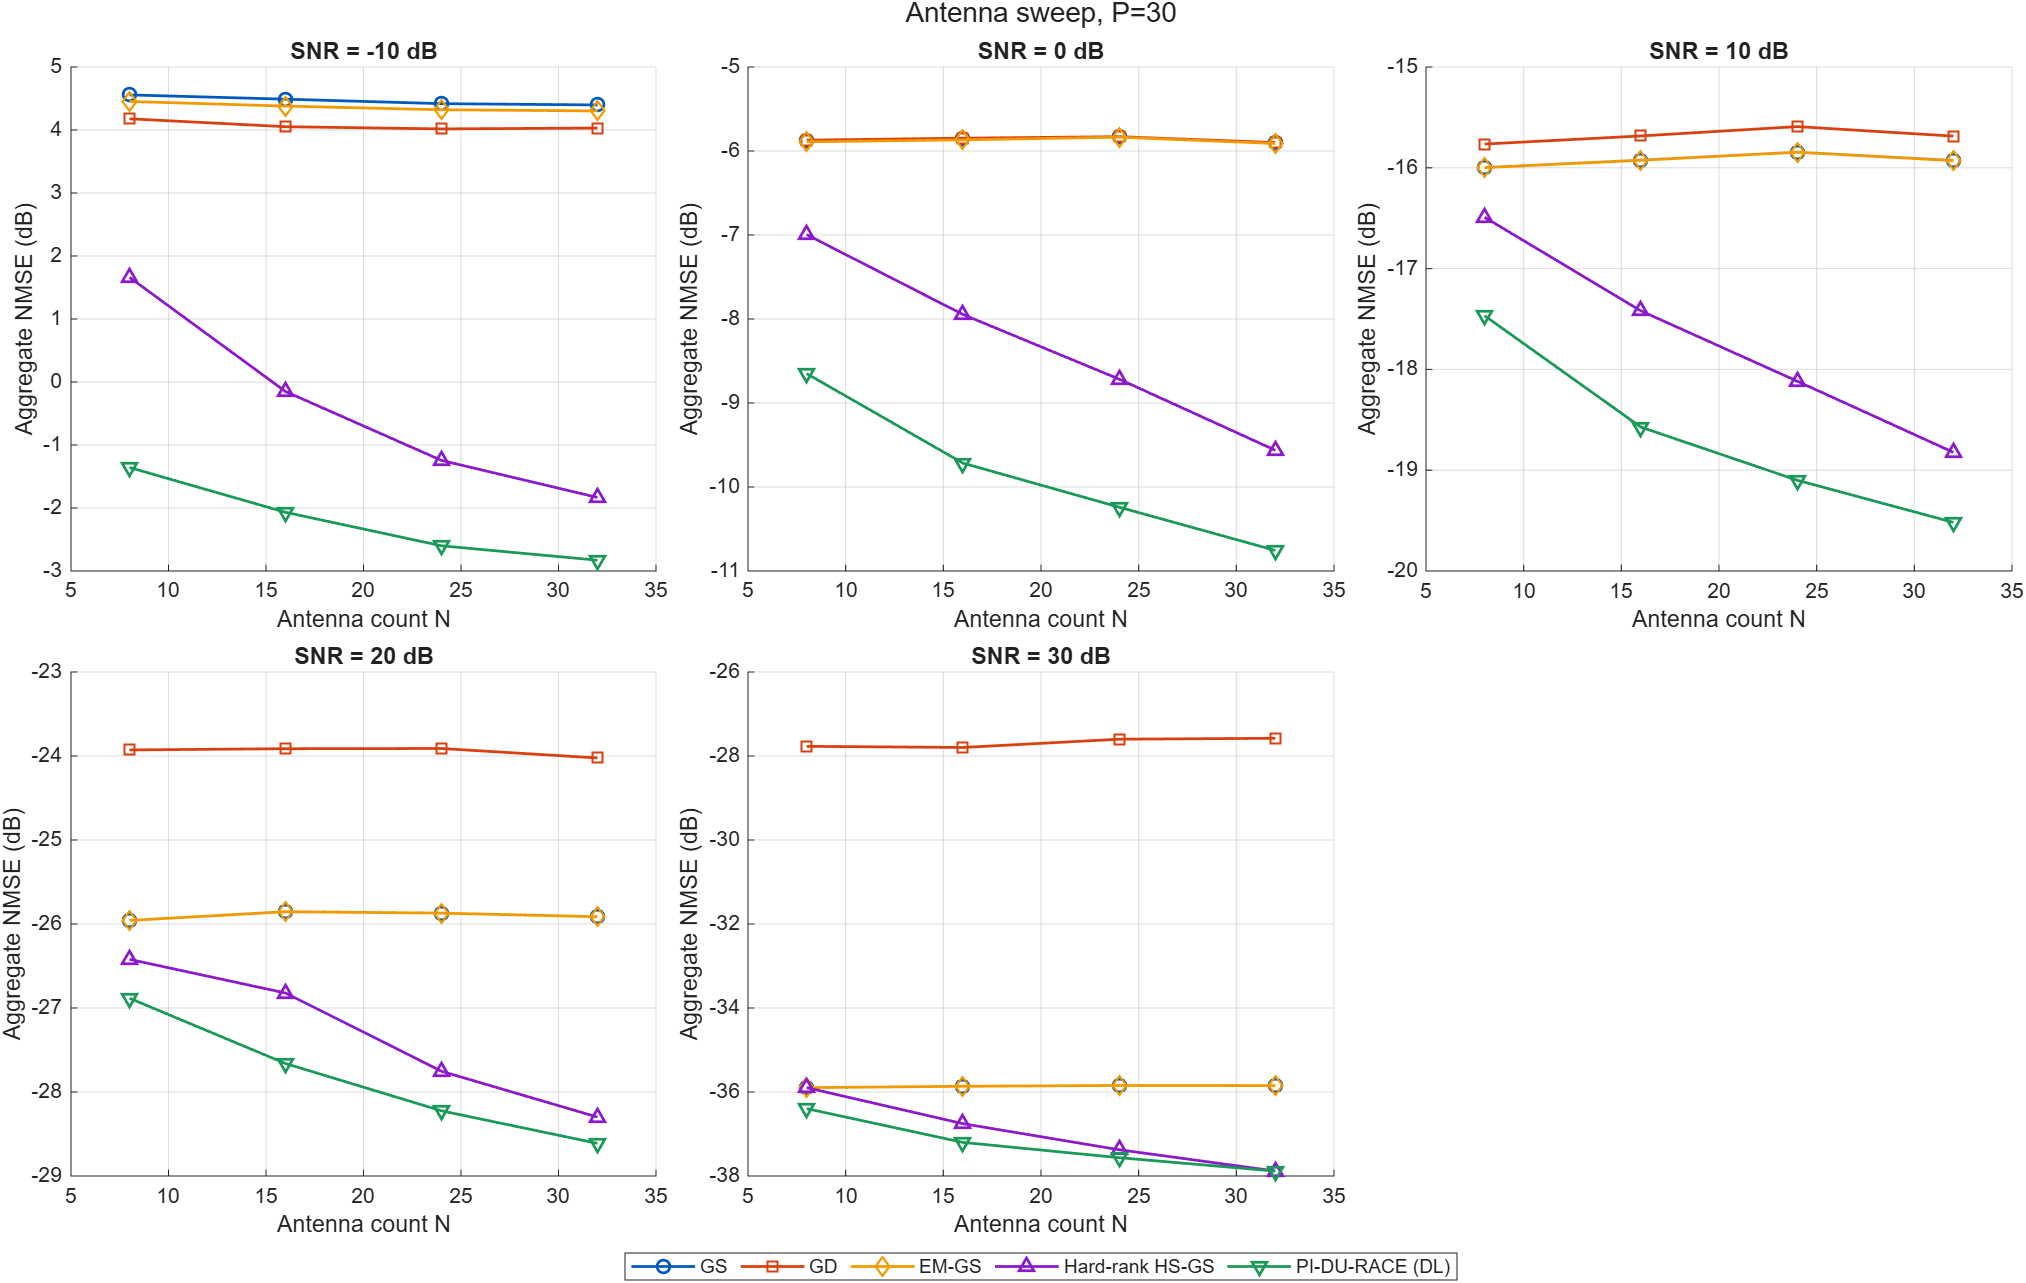 Antenna sweep, P=30
SNR = -10 dB
5
4
3
2
1
0
-1
-2
-3
Aggregate NMSE (dB)
5 10 15 20 25 30 35
Antenna count N
SNR = 0 dB
-5
-6
-7
-8
-9
-10
-11
Aggregate NMSE (dB)
5 10 15 20 25 30 35
Antenna count N
SNR = 10 dB
-15
-16
-17
-18
-19
-20
Aggregate NMSE (dB)
5 10 15 20 25 30 35
Antenna count N
SNR = 20 dB
-23
-24
-25
-26
-27
-28
-29
Aggregate NMSE (dB)
5 10 15 20 25 30 35
Antenna count N
SNR = 30 dB
-26
-28
-30
-32
-34
-36
-38
Aggregate NMSE (dB)
5 10 15 20 25 30 35
Antenna count N
GS GD EM-GS Hard-rank HS-GS PI-DU-RACE (DL)